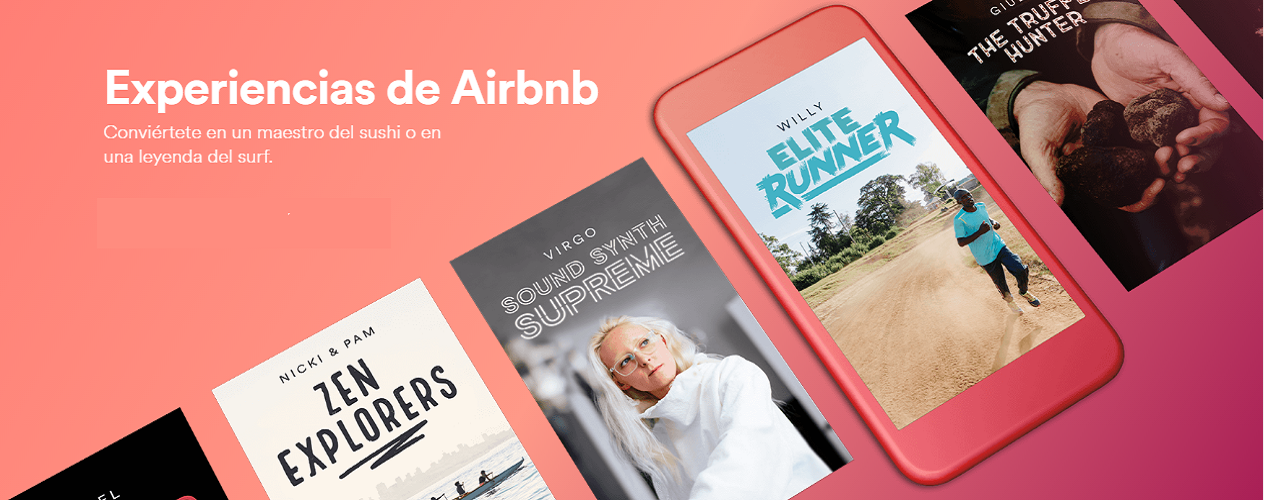 Experiencias de Airbnb
Conviértete en un maestro del sushi o en
una leyenda del surf.
NICKI & PAM
ZEN
EXPLORERS
VIRGO
SOUND SYNTH
SUPREME
WILLY
ELITE
RUNNER
THE TRUFFLE
HUNTER